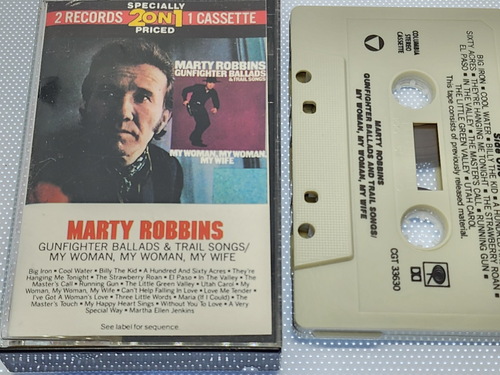 SPECIALLY
2 RECORDS 2 ON 1 1 CASSETTE
PRICED
MARTY ROBBINS
GUNFIGHTER BALLADS
& TRAIL SONGS
MY WOMAN, MY WOMAN,
MY WIFE
MARTY ROBBINS
GUNFIGHTER BALLADS & TRAIL SONGS/
MY WOMAN, MY WOMAN, MY WIFE
Big Iron • Cool Water • Billy The Kid • A Hundred And Sixty Acres • They're
Hanging Me Tonight • The Strawberry Roan • El Paso • In The Valley • The
Master's Call • Running Gun • The Little Green Valley • Utah Carol • My
Woman, My Woman, My Wife • Can't Help Falling In Love • Love Me Tender •
I've Got A Woman's Love • Three Little Words • Maria (If I Could) • The
Master's Touch • My Happy Heart Sings • Without You To Love • A Very
Special Way • Martha Ellen Jenkins
See label for sequence.
COLUMBIA
STEREO
CASSETTE
Side One
BIG IRON • COOL WATER • BILLY THE KID • A HUNDRED AND
SIXTY ACRES • THEY'RE HANGING ME TONIGHT • THE STRAWBERRY ROAN
EL PASO • IN THE VALLEY • THE MASTER'S CALL • RUNNING GUN •
THE LITTLE GREEN VALLEY • UTAH CAROL
This tape consists of previously released material.
MARTY ROBBINS
GUNFIGHTER BALLADS AND TRAIL SONGS/
MY WOMAN, MY WOMAN, MY WIFE
CGT 33630